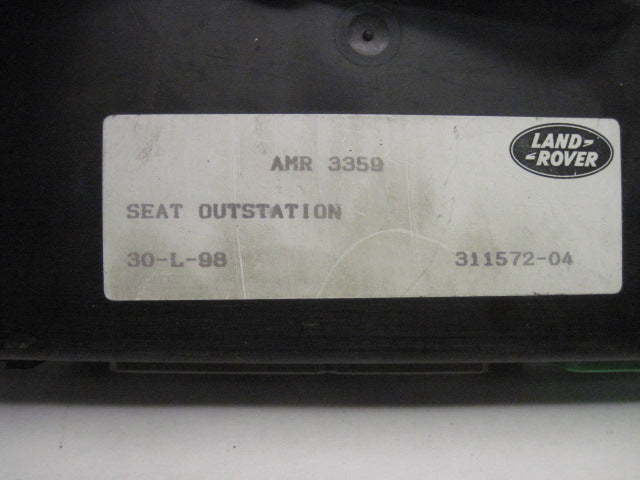 LAND-
-ROVER
AMR 3359
SEAT OUTSTATION
30-L-98
311572-04